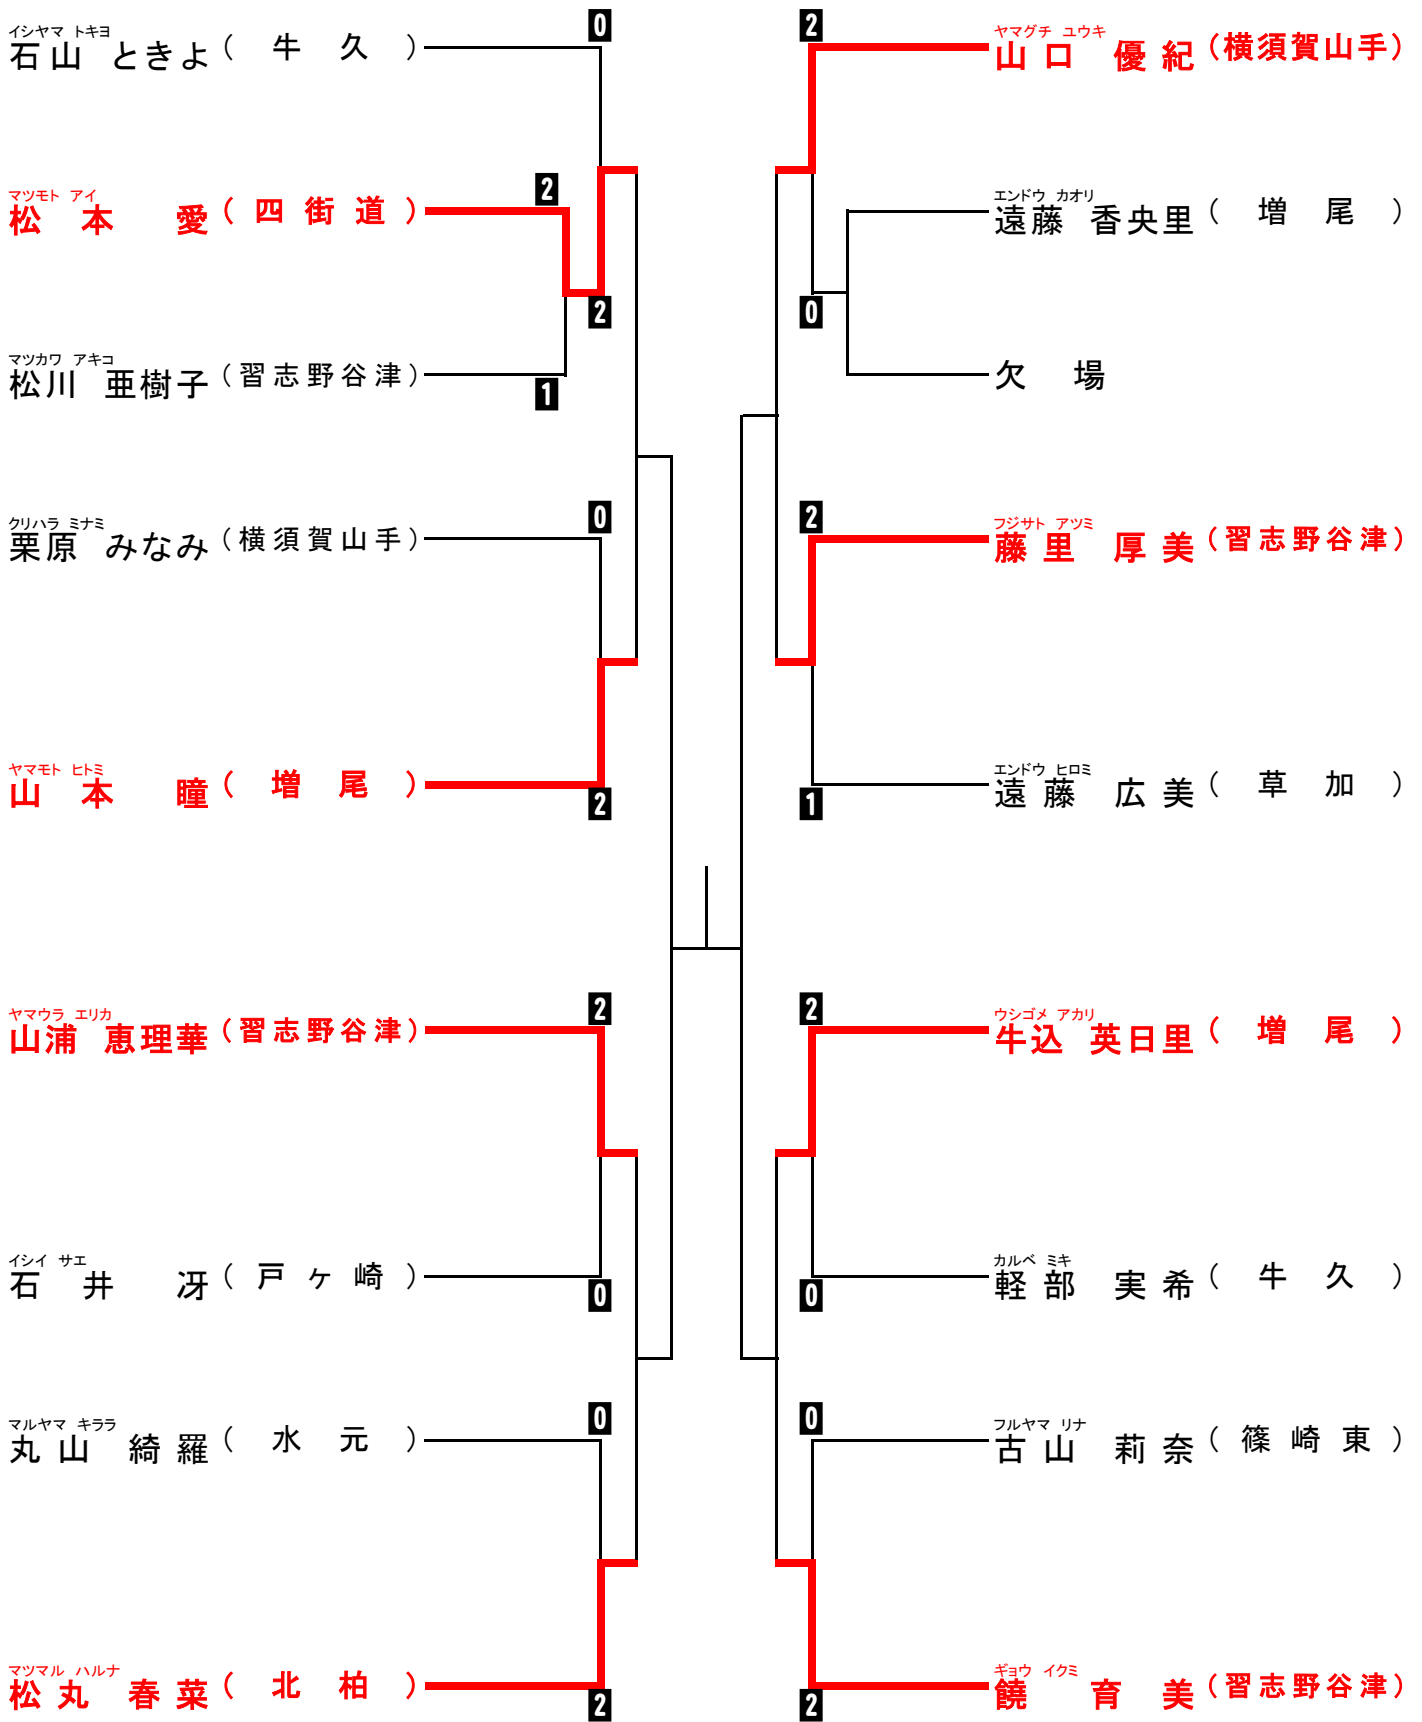 イシヤマ トキヨ
石山 ときよ ( 牛 久 )
0
マツモト アイ
松本 愛 ( 四 街 道 )
2
2
マツカワ アキコ
松川 亜樹子 ( 習志野谷津 )
1
クリハラ ミナミ
栗原 みなみ ( 横須賀山手 )
0
ヤマモト ヒトミ
山本 瞳 ( 増 尾 )
2
ヤマウラ エリカ
山浦 恵理華 ( 習志野谷津 )
2
イシイ サエ
石井 冴 ( 戸ヶ崎 )
0
マルヤマ キララ
丸山 綺羅 ( 水 元 )
0
マツマル ハルナ
松丸 春菜 ( 北 柏 )
2
2
ヤマグチ ユウキ
山口 優紀 ( 横須賀山手 )
エンドウ カオリ
遠藤 香央里 ( 増 尾 )
0
欠 場
2
フジサト アツミ
藤里 厚美 ( 習志野谷津 )
エンドウ ヒロミ
遠藤 広美 ( 草 加 )
1
2
ウシゴメ アカリ
牛込 英日里 ( 増 尾 )
カルベ ミキ
軽部 実希 ( 牛 久 )
0
0
フルヤマ リナ
古山 莉奈 ( 篠崎東 )
ギョウ イクミ
饒 育美 ( 習志野谷津 )
2